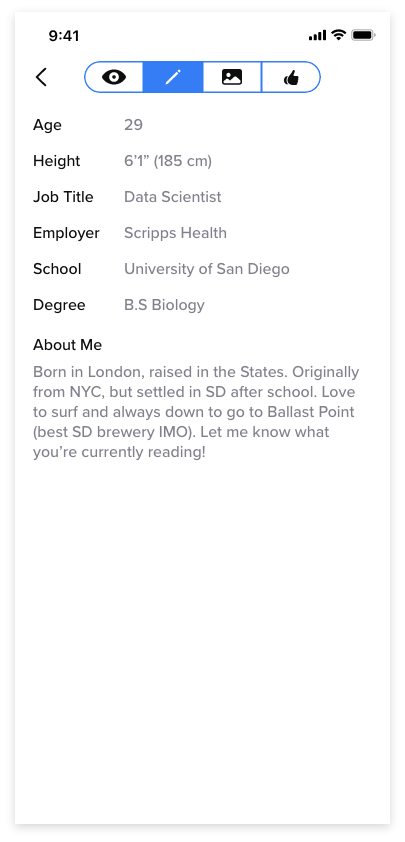 9:41
Age 29
Height 6’1” (185 cm)
Job Title Data Scientist
Employer Scripps Health
School University of San Diego
Degree B.S Biology
About Me
Born in London, raised in the States. Originally
from NYC, but settled in SD after school. Love
to surf and always down to go to Ballast Point
(best SD brewery IMO). Let me know what
you’re currently reading!